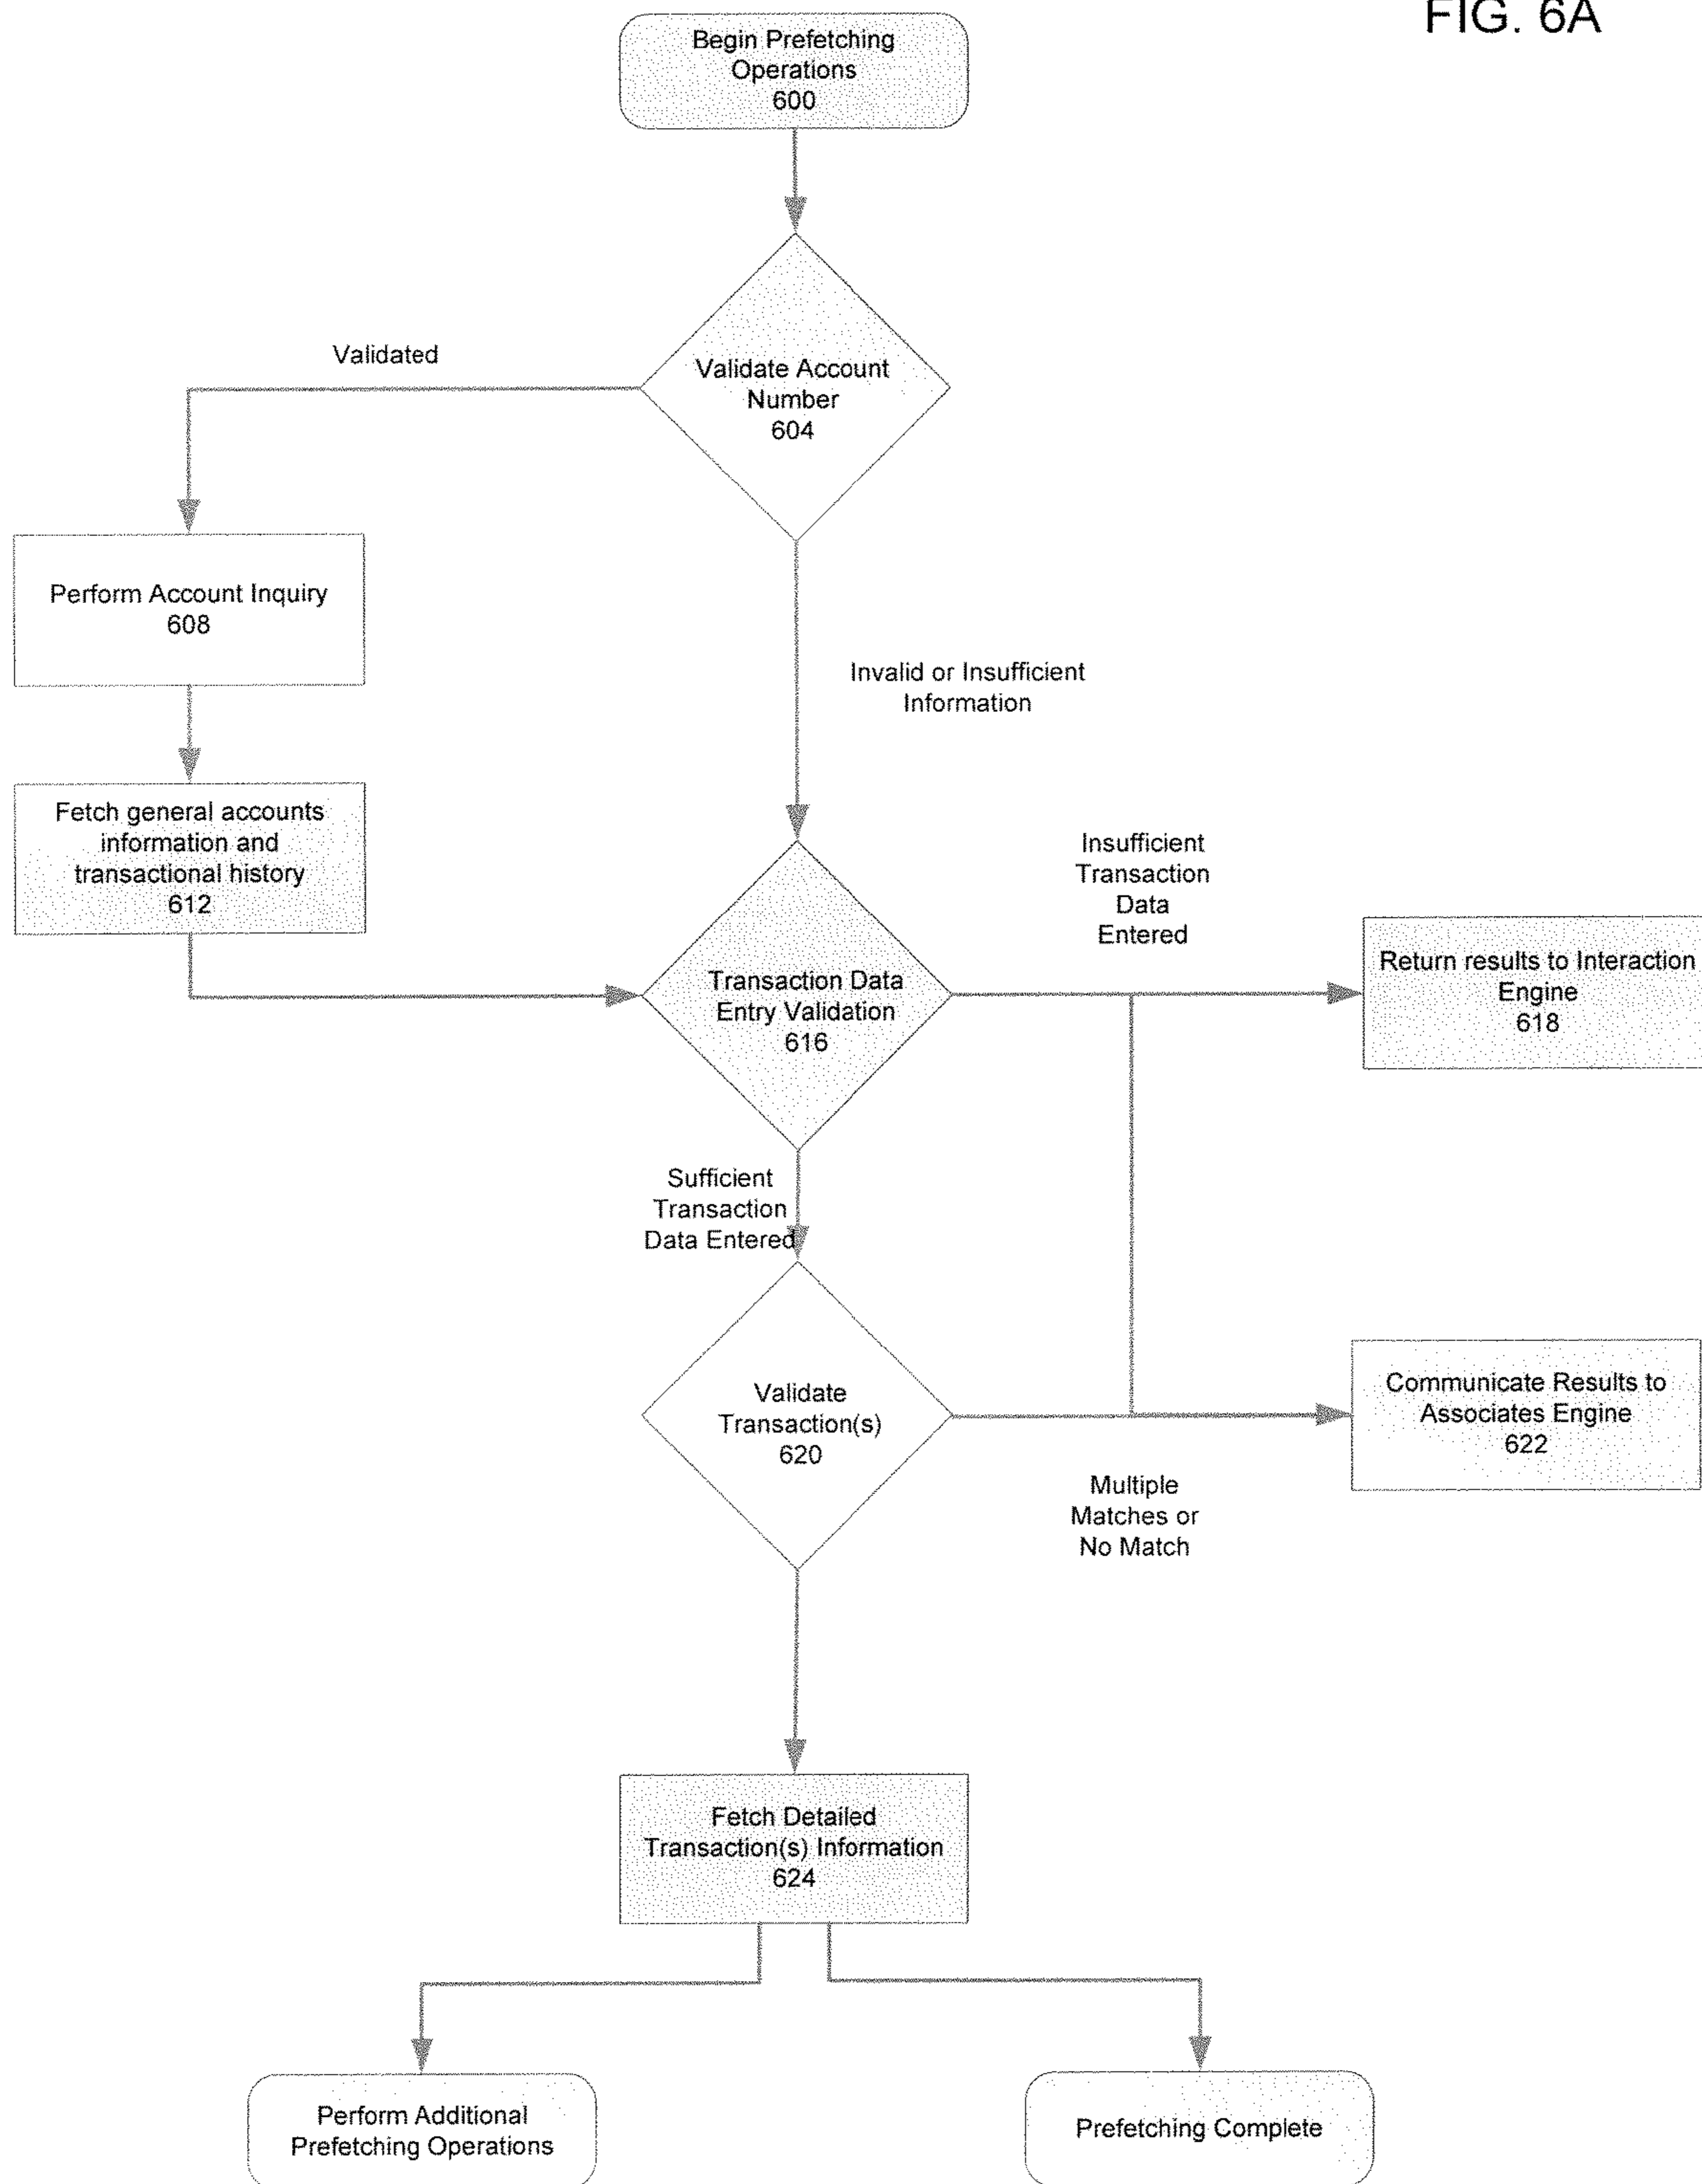 FIG. 6A
Begin Prefetching
Operations
600
Validated
Validate Account
Number
604
Perform Account Inquiry
608
Invalid or Insufficient
Information
Fetch general accounts
information and
transactional history
612
Insufficient
Transaction
Data
Entered
Transaction Data
Entry Validation
616
Return results to Interaction
Engine
618
Sufficient
Transaction
Data Entered
Validate
Transaction(s)
620
Communicate Results to
Associates Engine
622
Multiple
Matches or
No Match
Fetch Detailed
Transaction(s) Information
624
Perform Additional
Prefetching Operations
Prefetching Complete